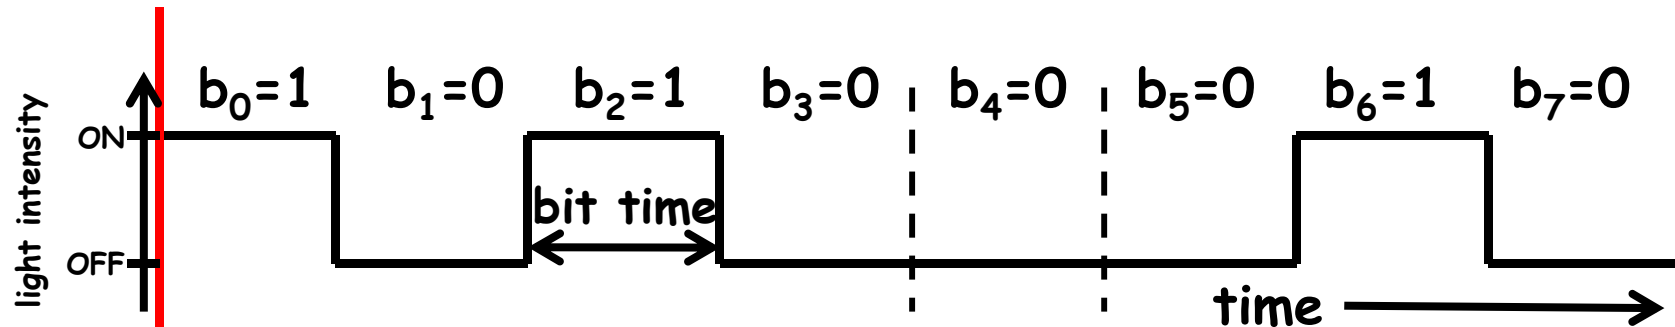 b₀=1 b₁=0 b₂=1 b₃=0 b₄=0 b₅=0 b₆=1 b₇=0
ON
light intensity
bit time
OFF
time